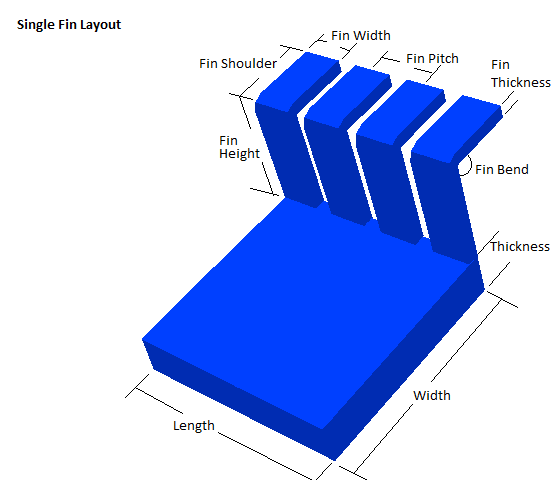 Single Fin Layout
Fin Width
Fin Shoulder
Fin Pitch
Fin
Thickness
Fin
Height
Fin Bend
Thickness
Width
Length